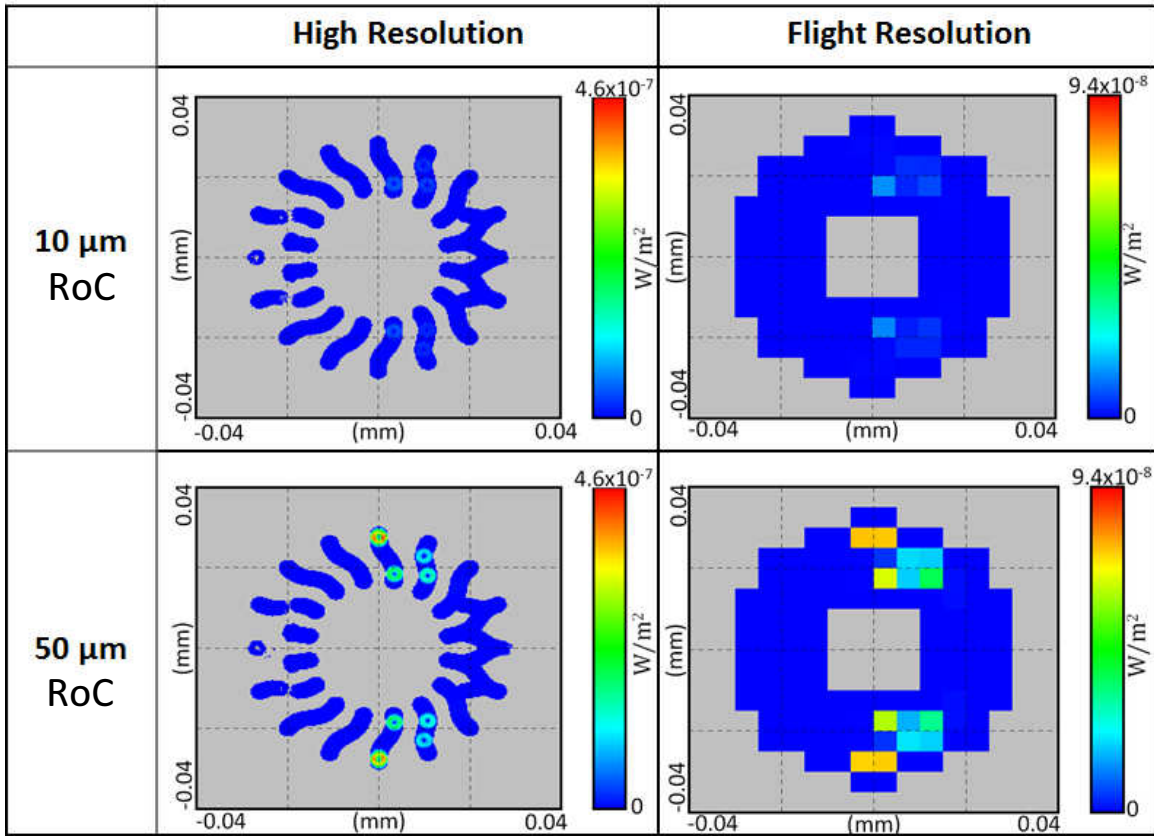 High Resolution
Flight Resolution
10 µm
RoC
0.04
(mm)
-0.04
-0.04
(mm)
0.04
4.6x10⁻⁷
W/m²
0
0.04
(mm)
-0.04
-0.04
(mm)
0.04
9.4x10⁻⁸
W/m²
0
50 µm
RoC
0.04
(mm)
-0.04
-0.04
(mm)
0.04
4.6x10⁻⁷
W/m²
0
0.04
(mm)
-0.04
-0.04
(mm)
0.04
9.4x10⁻⁸
W/m²
0